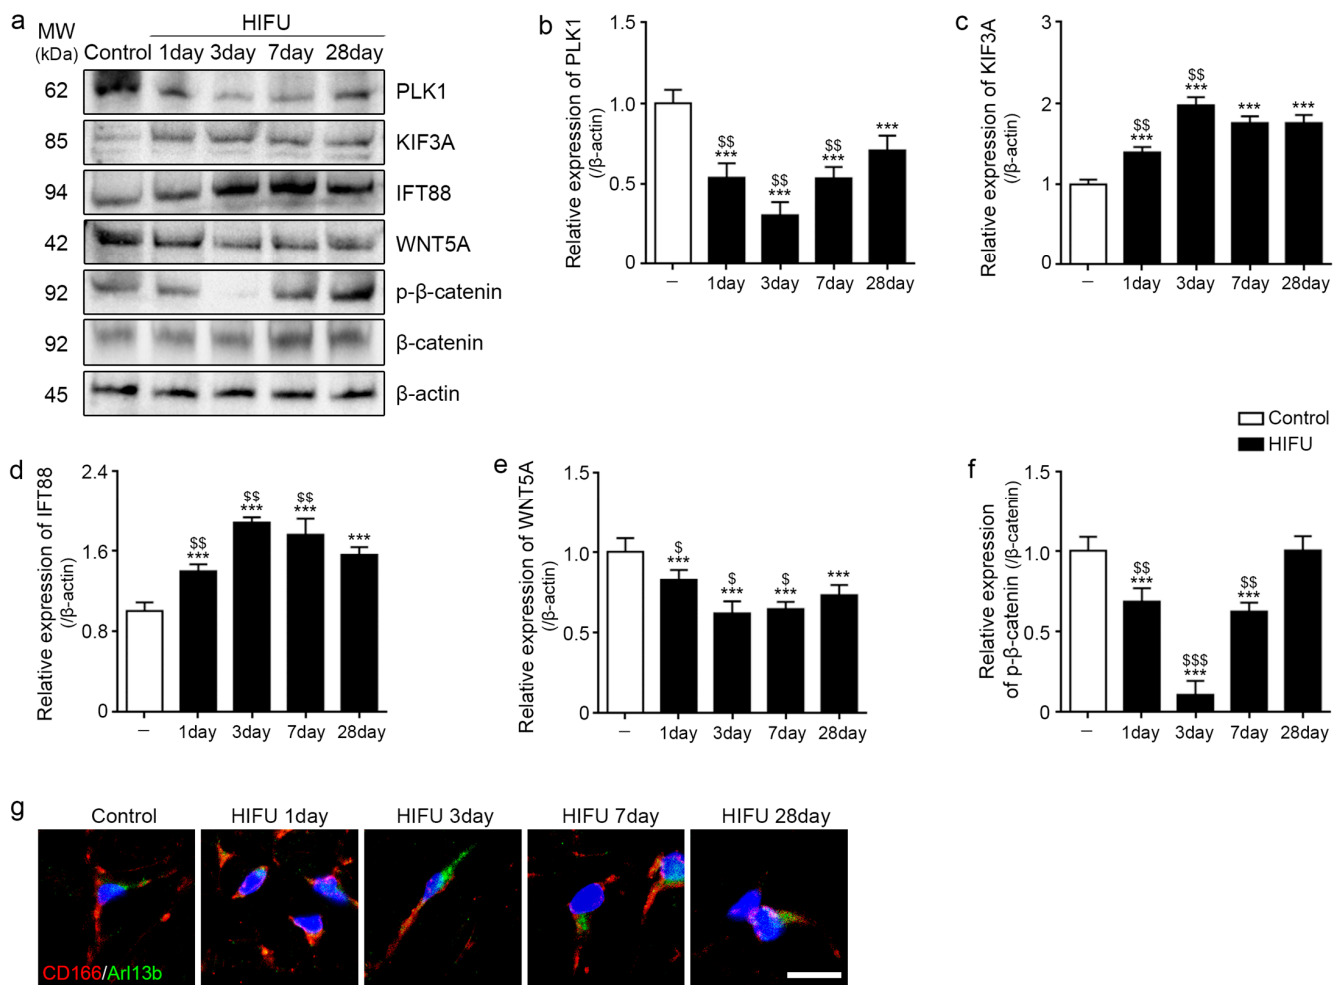 a
MW
(kDa)
HIFU
Control 1day 3day 7day 28day
62 PLK1
85 KIF3A
94 IFT88
42 WNT5A
92 p-β-catenin
92 β-catenin
45 β-actin
b
Relative expression of PLK1
(/β-actin)
1.5
1.0
0.5
0
$$ $$ $$
*** *** *** ***
– 1day 3day 7day 28day
c
Relative expression of KIF3A
(/β-actin)
3
2
1
0
$$ $$
*** *** *** ***
– 1day 3day 7day 28day
Control
HIFU
d
Relative expression of IFT88
(/β-actin)
2.4
1.6
0.8
0
$$ $$ $$
*** *** *** ***
– 1day 3day 7day 28day
e
Relative expression of WNT5A
(/β-actin)
1.5
1.0
0.5
0
$ $ $
*** *** *** ***
– 1day 3day 7day 28day
f
Relative expression
of p-β-catenin (/β-catenin)
1.5
1.0
0.5
0
$$ $$$ $$
*** *** ***
– 1day 3day 7day 28day
g
Control HIFU 1day HIFU 3day HIFU 7day HIFU 28day
CD166/Arl13b